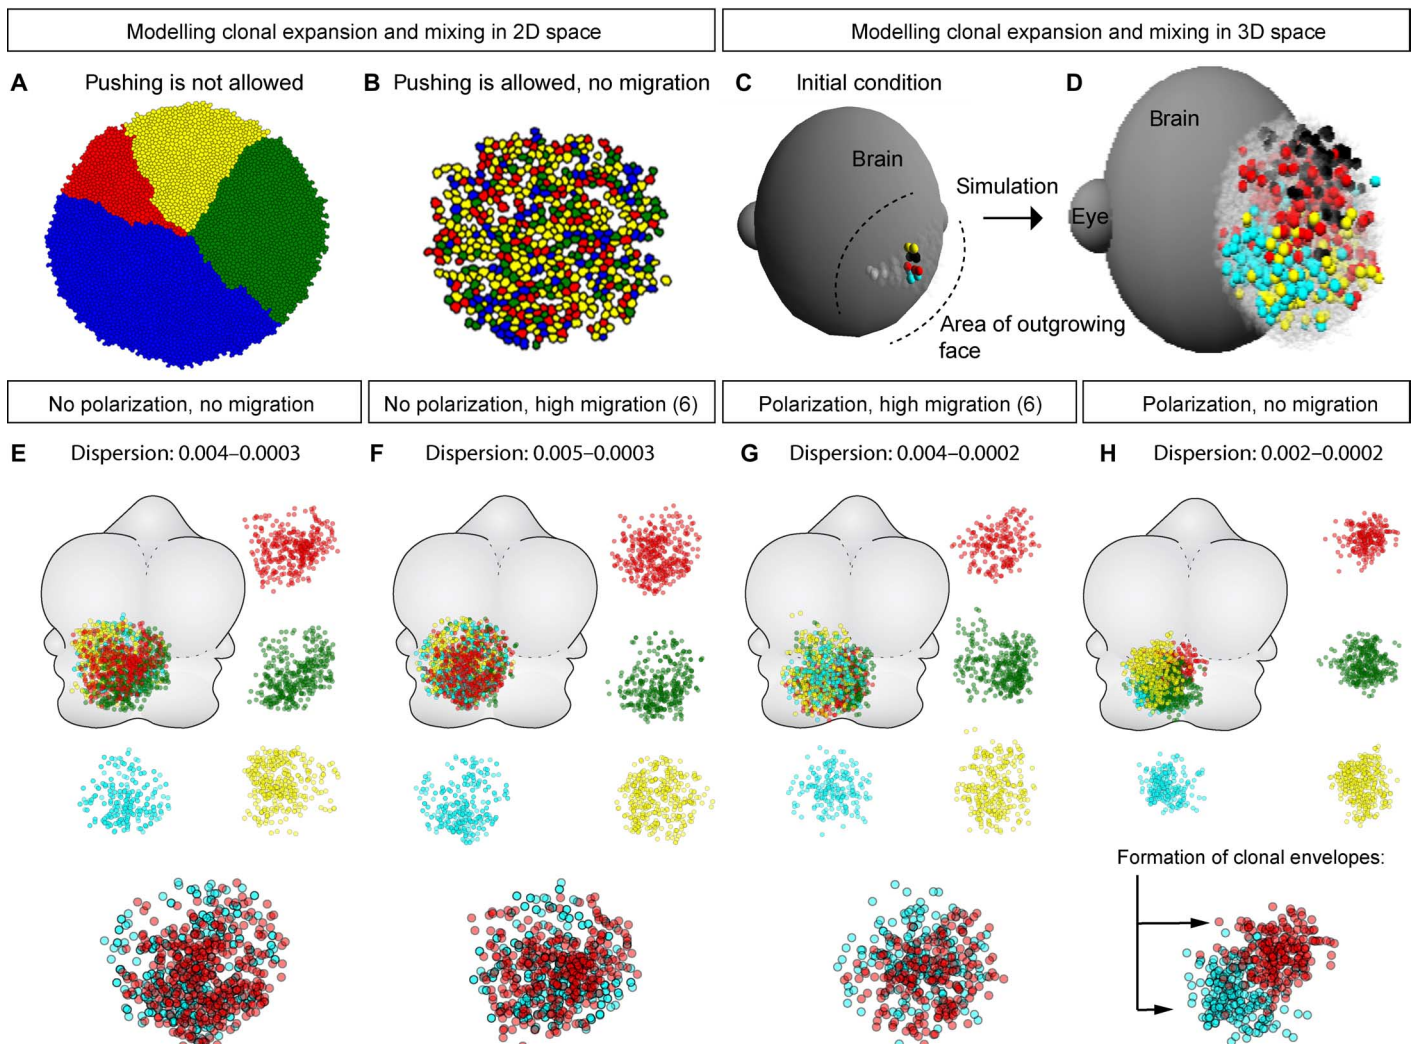 Modelling clonal expansion and mixing in 2D space
Modelling clonal expansion and mixing in 3D space
A Pushing is not allowed
B Pushing is allowed, no migration
C Initial condition
D
Brain
Simulation
Area of outgrowing
face
Brain
Eye
No polarization, no migration
No polarization, high migration (6)
Polarization, high migration (6)
Polarization, no migration
E Dispersion: 0.004–0.0003
F Dispersion: 0.005–0.0003
G Dispersion: 0.004–0.0002
H Dispersion: 0.002–0.0002
Formation of clonal envelopes: